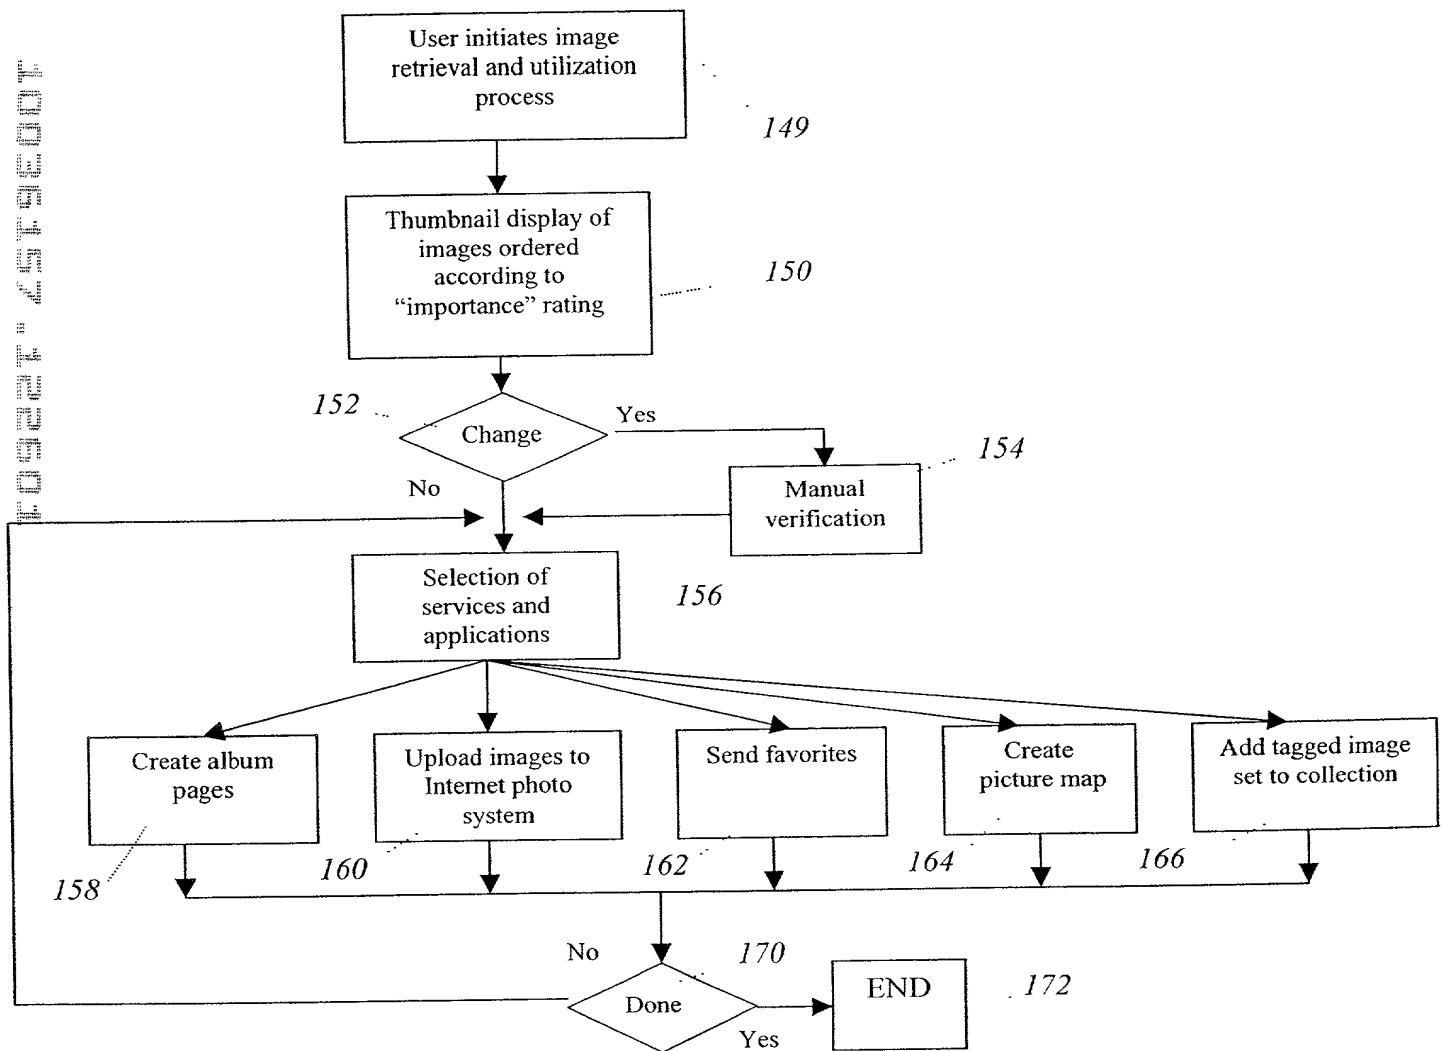 User initiates image
retrieval and utilization
process
149
Thumbnail display of
images ordered
according to
“importance” rating
150
152
Change
Yes
No
154
Manual
verification
Selection of
services and
applications
156
Create album
pages
Upload images to
Internet photo
system
Send favorites
Create
picture map
Add tagged image
set to collection
158
160
162
164
166
No
170
Done
Yes
END
172